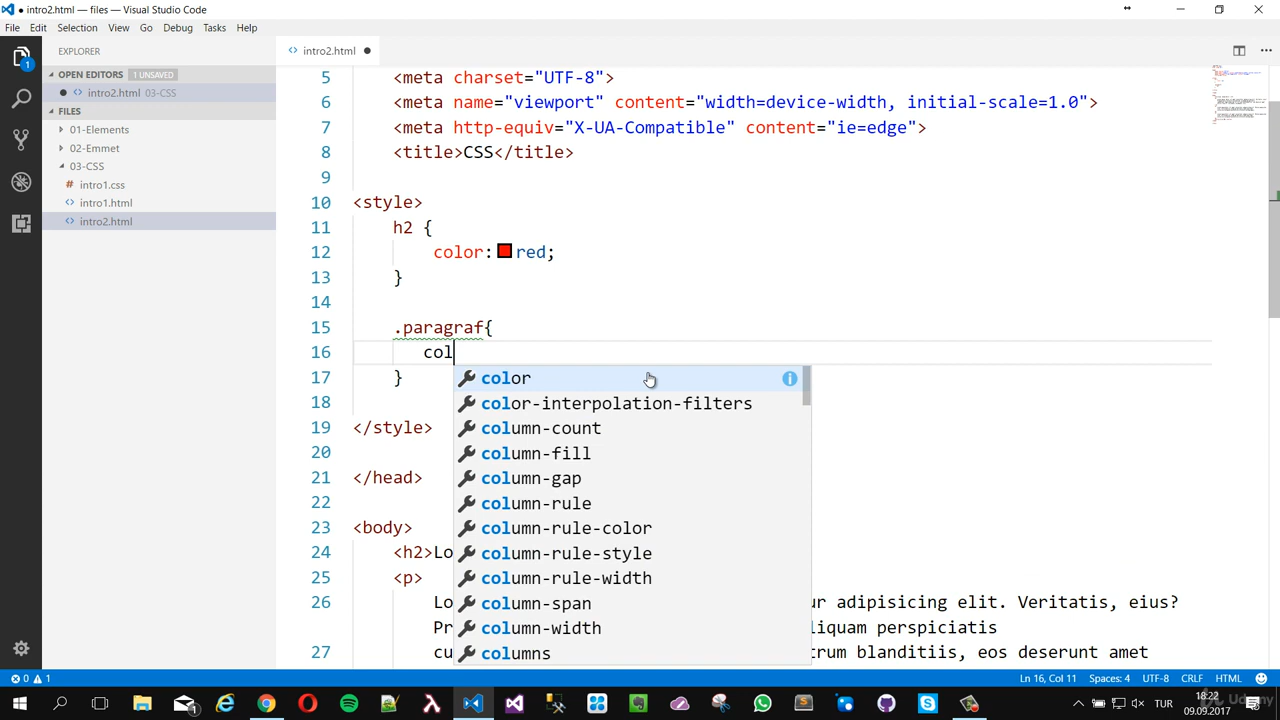 intro2.html — files — Visual Studio Code
File Edit Selection View Go Debug Tasks Help
EXPLORER
intro2.html
OPEN EDITORS 1 UNSAVED
intro2.html 03-CSS
FILES
01-Elements
02-Emmet
03-CSS
intro1.css
intro1.html
intro2.html
1
5 <meta charset="UTF-8">
6 <meta name="viewport" content="width=device-width, initial-scale=1.0">
7 <meta http-equiv="X-UA-Compatible" content="ie=edge">
8 <title>CSS</title>
9
10 <style>
11 h2 {
12 color: red;
13 }
14
15 .paragraf{
16 col
17 }
18
19 </style>
20
21 </head>
22
23 <body>
24 <h2>Lo
25 <p>
26 Lo ur adipisicing elit. Veritatis, eius?
Pr liquam perspiciatis
27 cu trum blanditiis, eos deserunt amet
color
color-interpolation-filters
column-count
column-fill
column-gap
column-rule
column-rule-color
column-rule-style
column-rule-width
column-span
column-width
columns
0 1 Ln 16, Col 11 Spaces: 4 UTF-8 CRLF HTML
TUR
18:22
09.09.2017